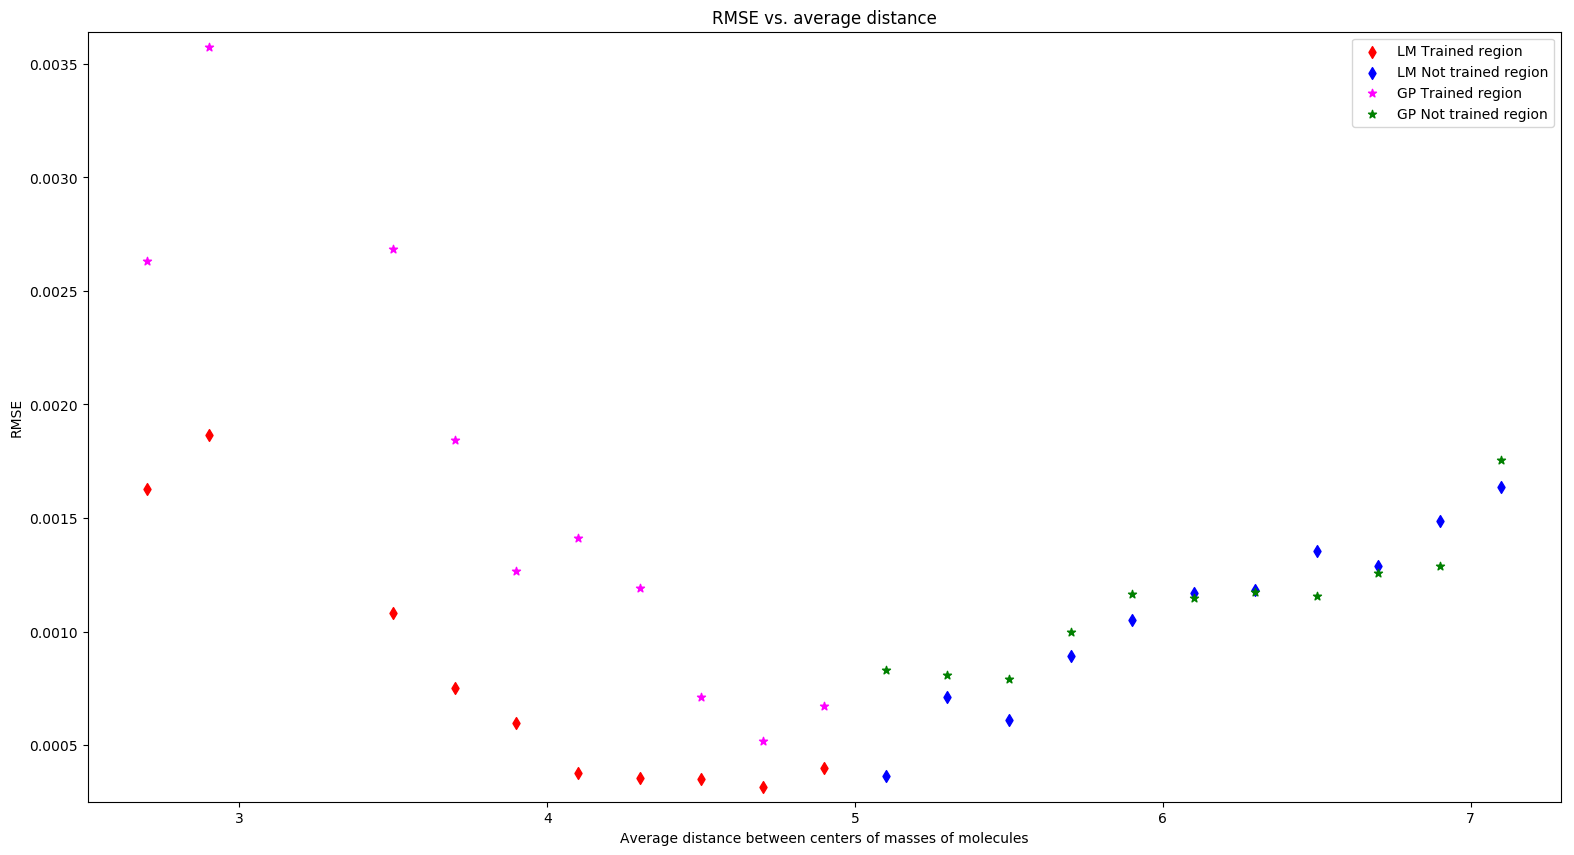 RMSE vs. average distance
LM Trained region
LM Not trained region
GP Trained region
GP Not trained region
RMSE
0.0035
0.0030
0.0025
0.0020
0.0015
0.0010
0.0005
3 4 5 6 7
Average distance between centers of masses of molecules